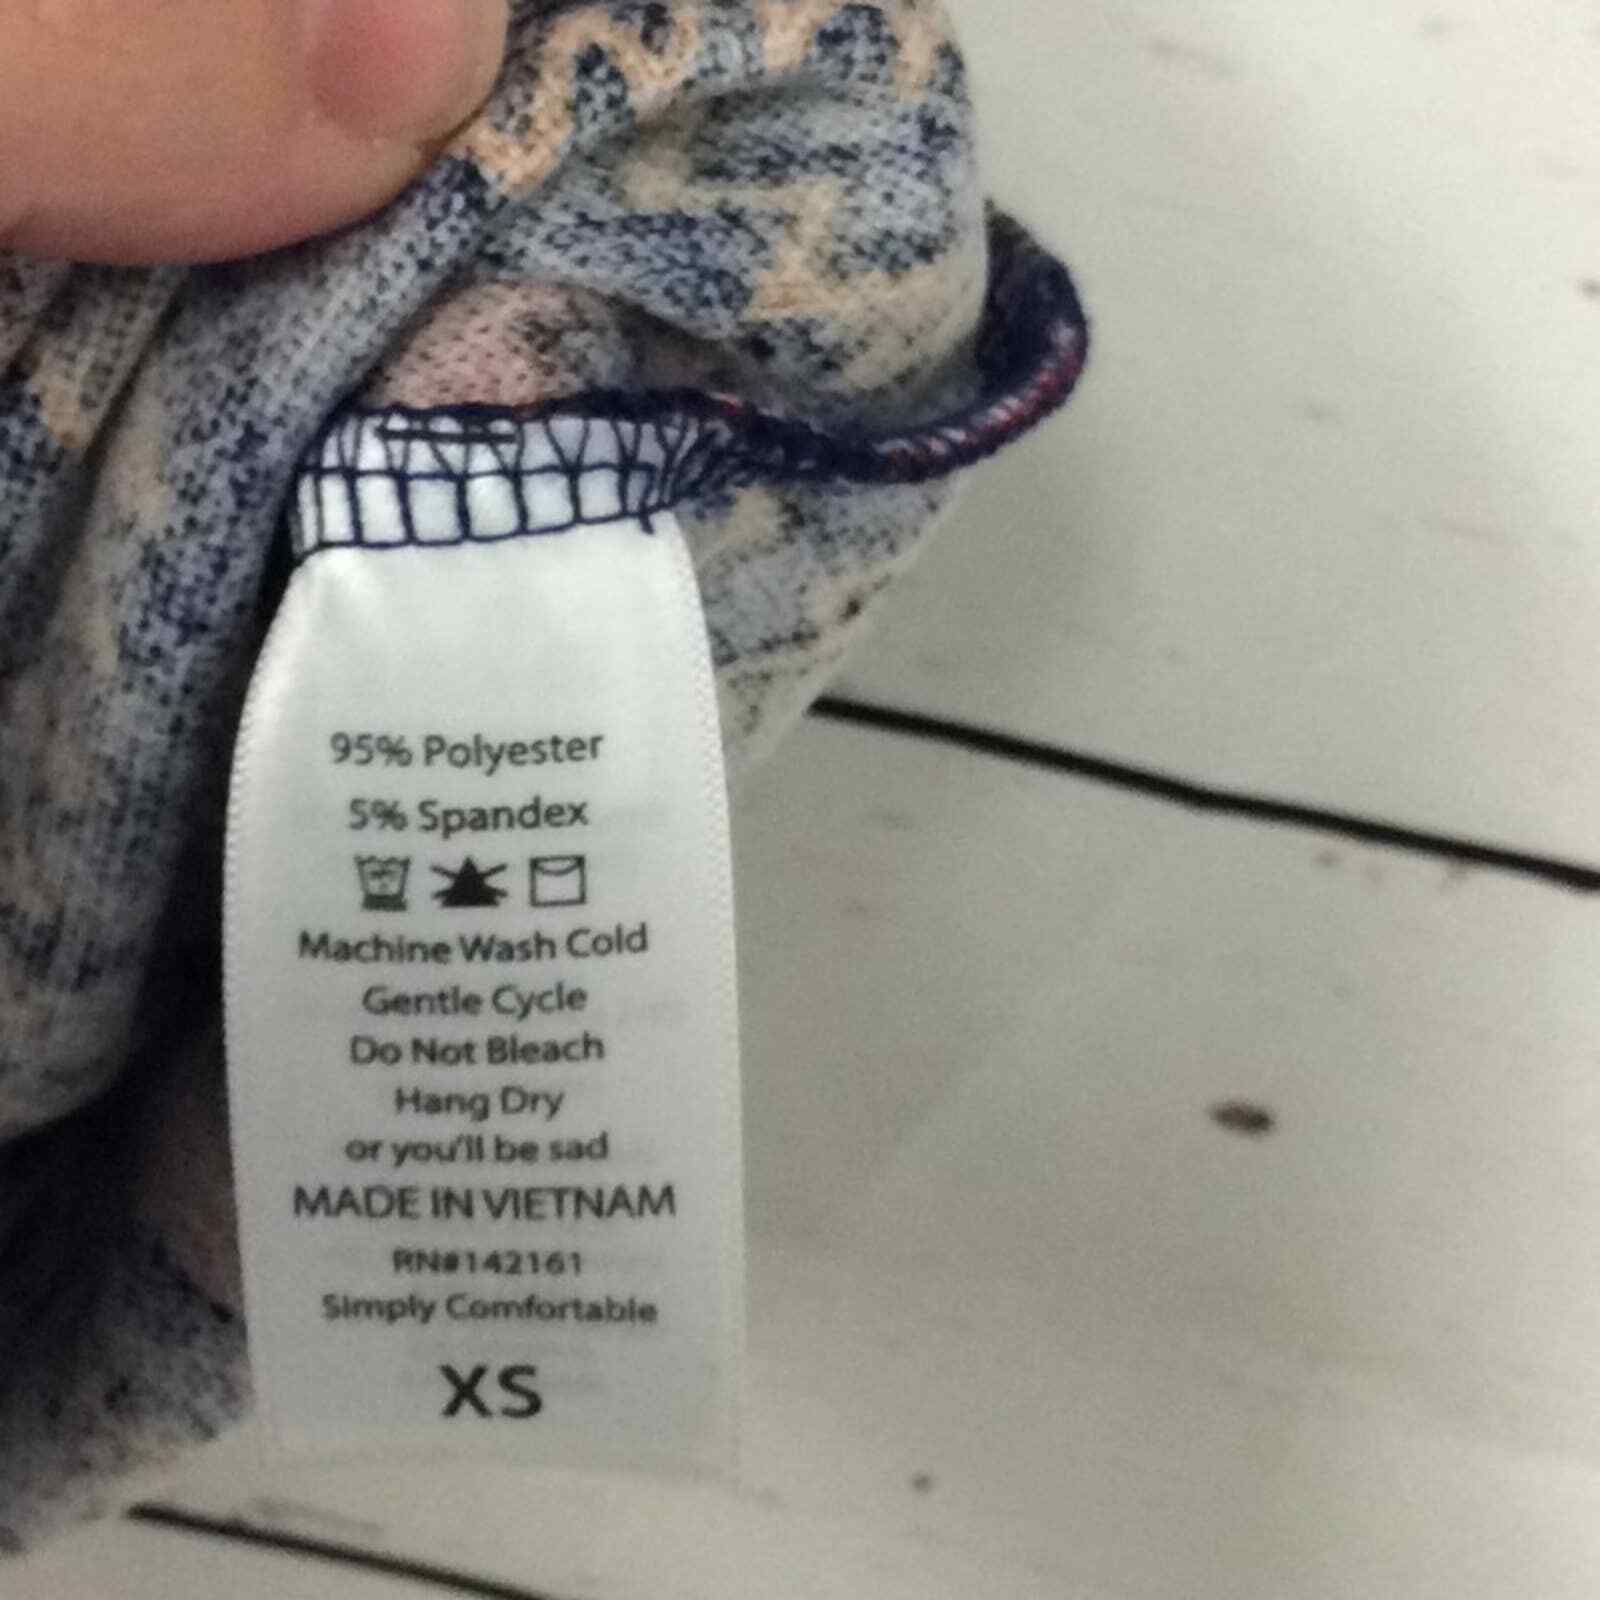 95% Polyester
5% Spandex
Machine Wash Cold
Gentle Cycle
Do Not Bleach
Hang Dry
or you'll be sad
MADE IN VIETNAM
RN#142161
Simply Comfortable
XS